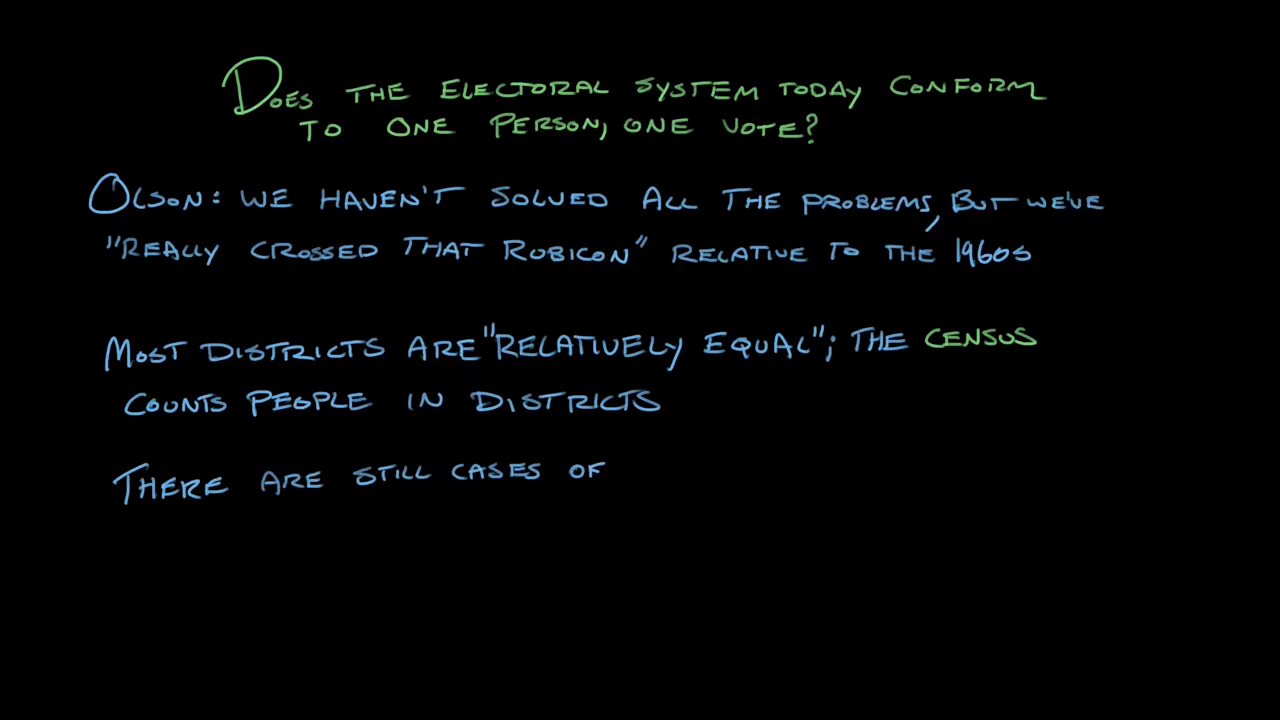 DOES THE ELECTORAL SYSTEM TODAY CONFORM
TO ONE PERSON, ONE VOTE?
OLSON: WE HAVEN'T SOLVED ALL THE PROBLEMS, BUT WE'VE
"REALLY CROSSED THAT RUBICON" RELATIVE TO THE 1960S
MOST DISTRICTS ARE "RELATIVELY EQUAL"; THE CENSUS
COUNTS PEOPLE IN DISTRICTS
THERE ARE STILL CASES OF